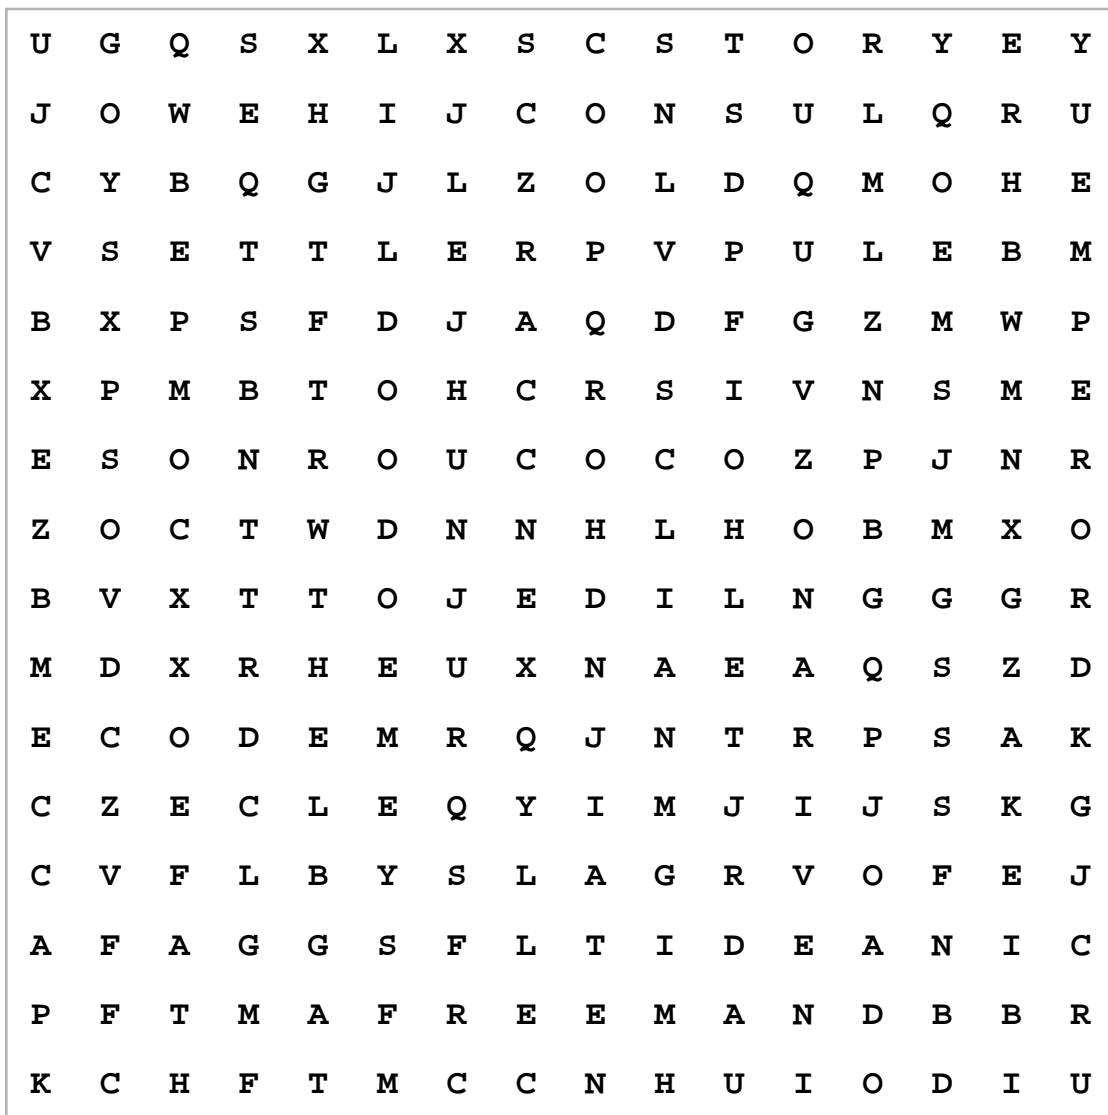 U G Q S X L X S C S T O R Y E Y
J O W E H I J C O N S U L Q R U
C Y B Q G J L Z O L D Q M O H E
V S E T T L E R P V P U L E B M
B X P S F D J A Q D F G Z M W P
X P M B T O H C R S I V N S M E
E S O N R O U C O C O Z P J N R
Z O C T W D N N H L H O B M X O
B V X T T O J E D I L N G G G R
M D X R H E U X N A E A Q S Z D
E C O D E M R Q J N T R P S A K
C Z E C L E Q Y I M J I J S K G
C V F L B Y S L A G R V O F E J
A F A G G S F L T I D E A N I C
P F T M A F R E E M A N D B B R
K C H F T M C C N H U I O D I U